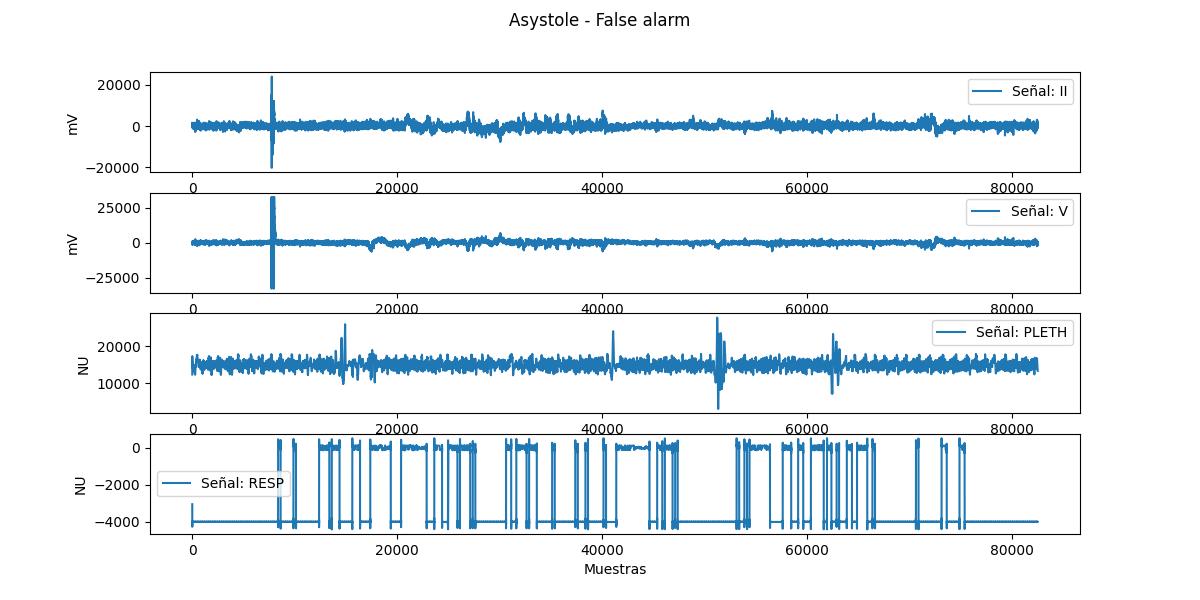 Asystole - False alarm
20000
0
−20000
mV
Señal: II
0 20000 40000 60000 80000
25000
0
−25000
mV
Señal: V
0 20000 40000 60000 80000
20000
10000
NU
Señal: PLETH
0 20000 40000 60000 80000
0
−2000
−4000
NU
Señal: RESP
0 20000 40000 60000 80000
Muestras